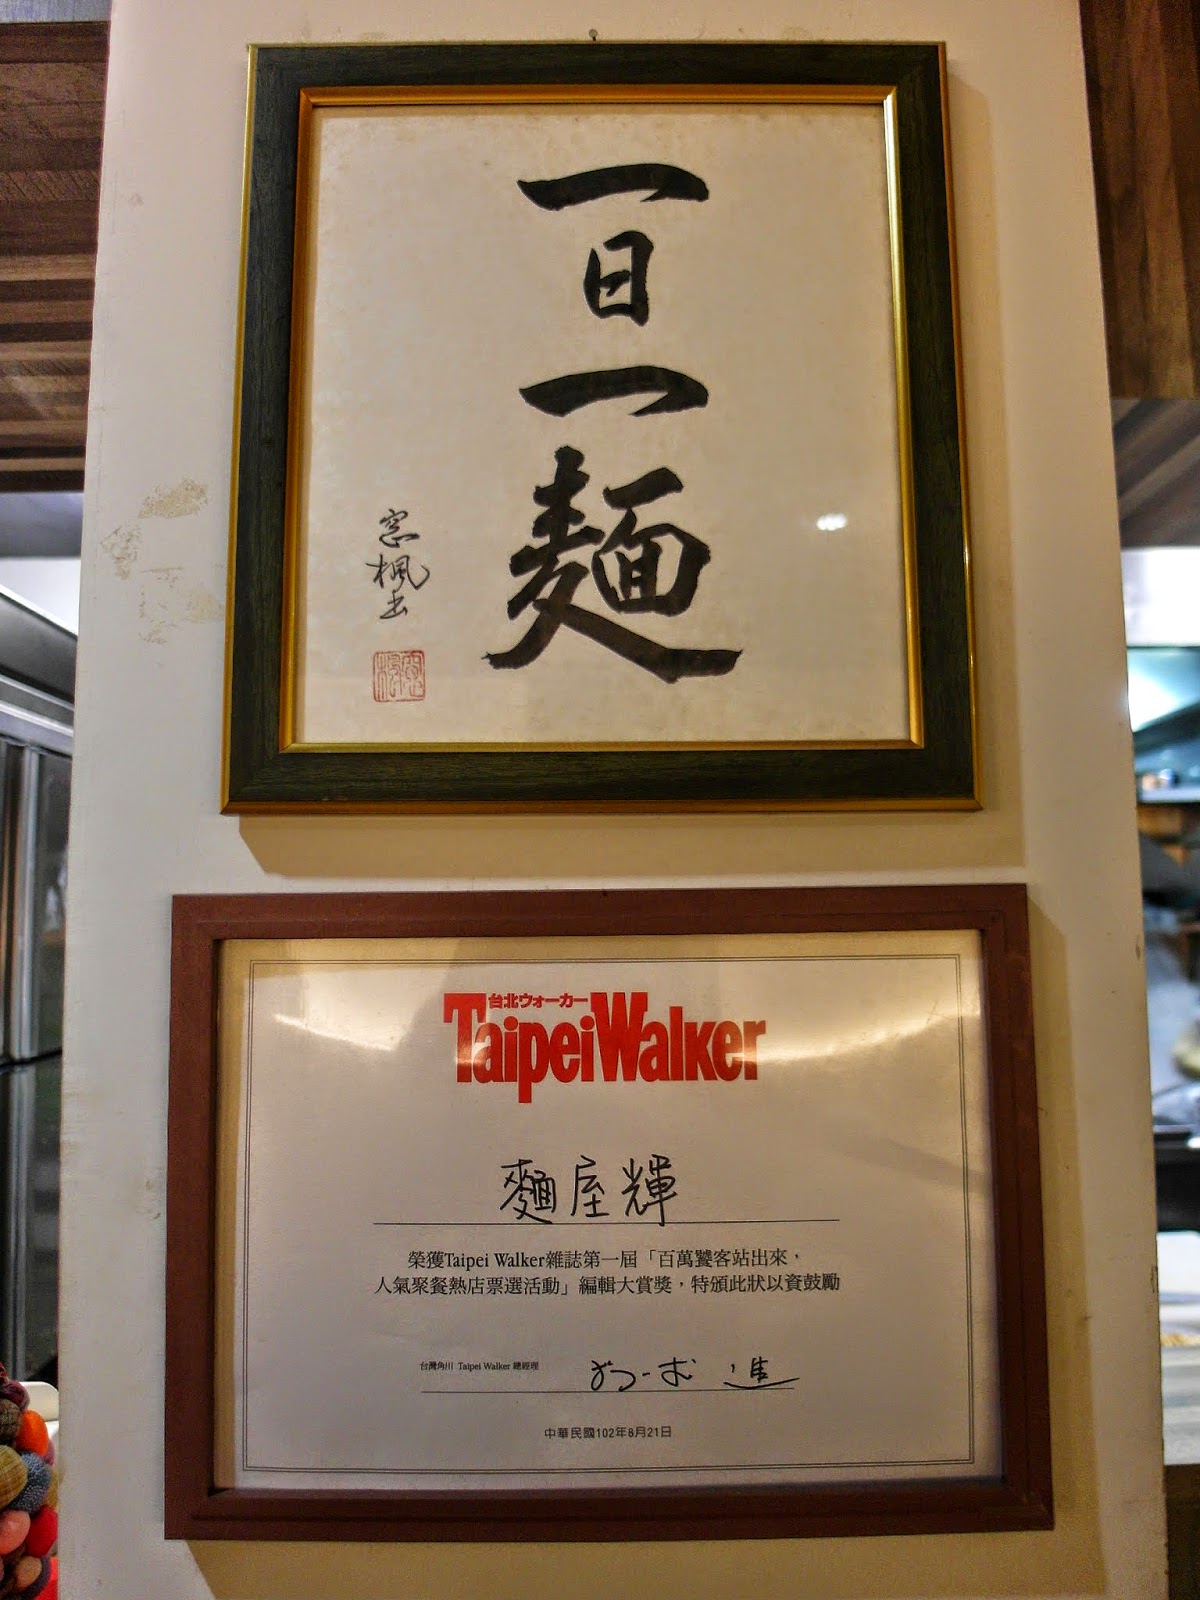 一日一麵
窓楓書
台北ウォーカー
TaipeiWalker
麵屋輝
榮獲Taipei Walker雜誌第一屆「百萬饕客站出來，
人氣聚餐熱店票選活動」編輯大賞獎，特頒此狀以資鼓勵
台灣角川 Taipei Walker 總經理
中華民國102年8月21日